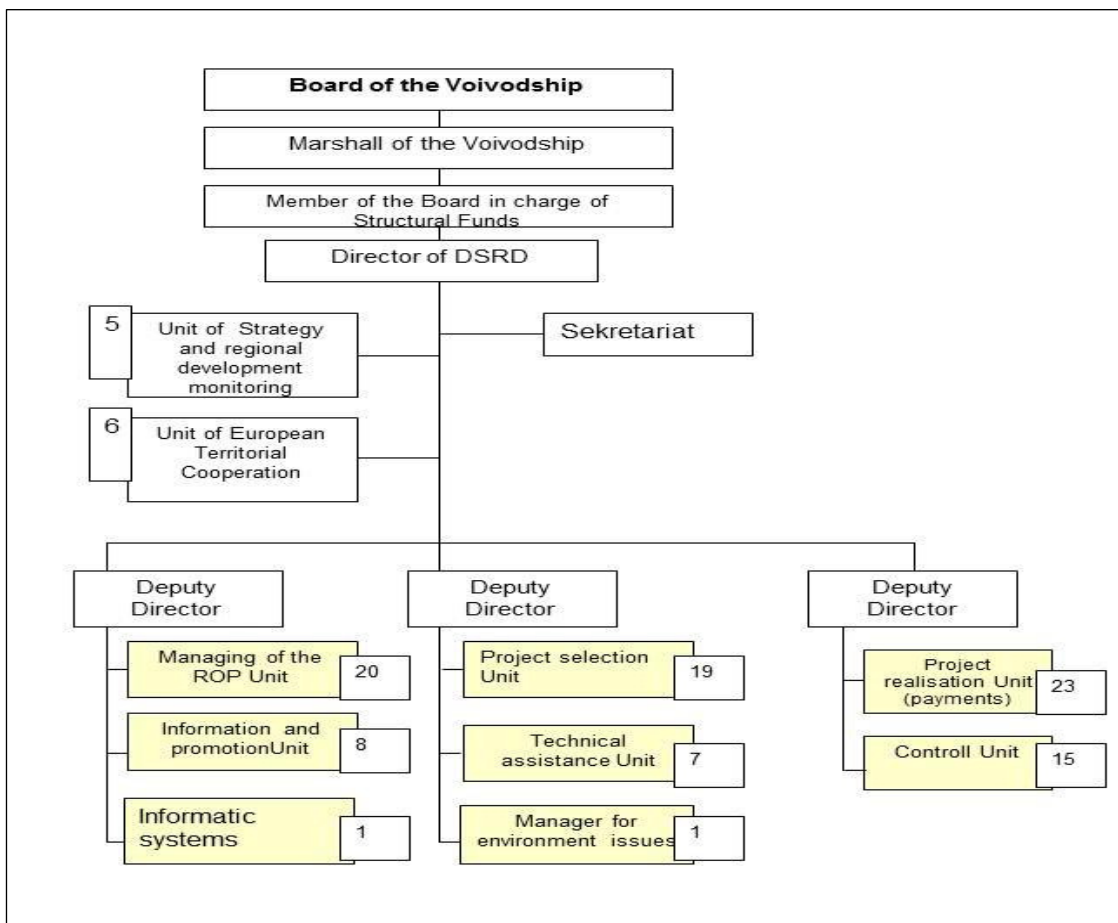 Board of the Voivodship
Marshall of the Voivodship
Member of the Board in charge of
Structural Funds
Director of DSRD
5
Unit of Strategy
and regional
development
monitoring
Sekretariat
6
Unit of European
Territorial
Cooperation
Deputy
Director
Managing of the
ROP Unit
20
Information and
promotionUnit
8
Informatic
systems
1
Deputy
Director
Project selection
Unit
19
Technical
assistance Unit
7
Manager for
environment issues
1
Deputy
Director
Project
realisation Unit
(payments)
23
Controll Unit
15